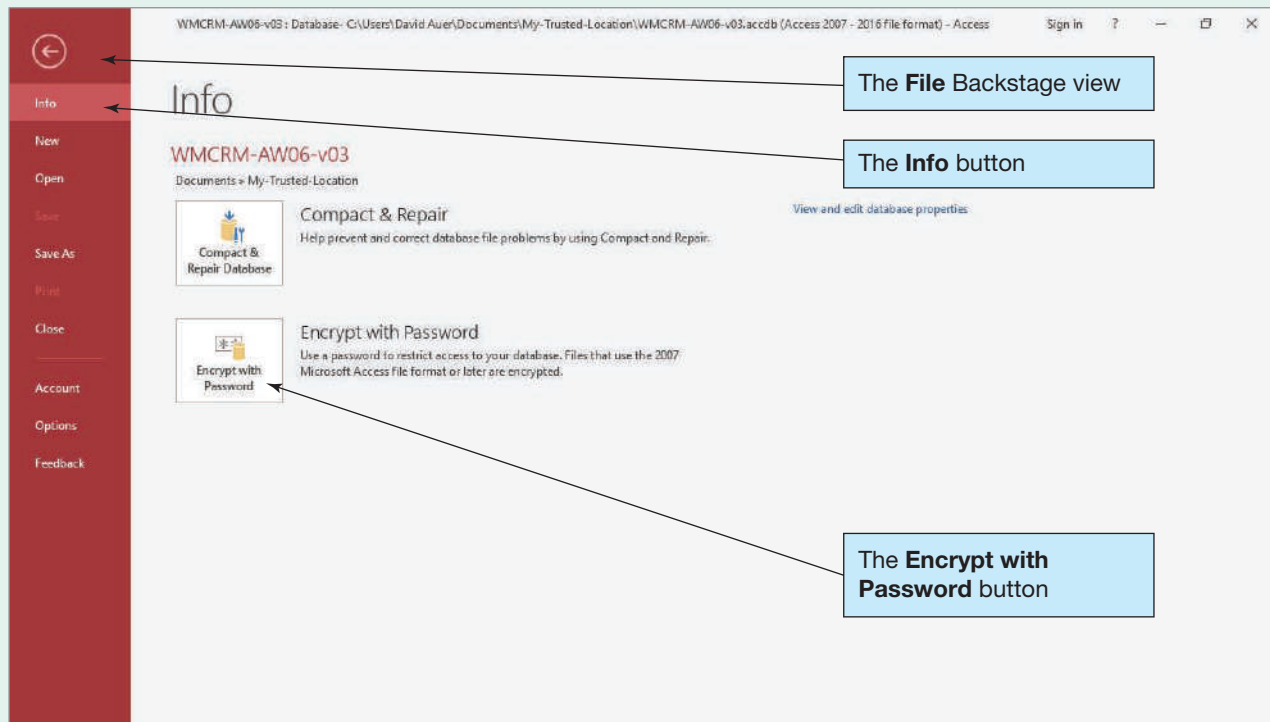 WMCRM-AW06-v03 : Database- C:\Users\David Auer\Documents\My-Trusted-Location\WMCRM-AW06-v03.accdb (Access 2007 - 2016 file format) - Access
Sign in
?
Info
New
Open
Save
Save As
Print
Close
Account
Options
Feedback
Info
WMCRM-AW06-v03
Documents » My-Trusted-Location
Compact &
Repair Database
Compact & Repair
Help prevent and correct database file problems by using Compact and Repair.
View and edit database properties
Encrypt with
Password
Encrypt with Password
Use a password to restrict access to your database. Files that use the 2007
Microsoft Access file format or later are encrypted.
The File Backstage view
The Info button
The Encrypt with
Password button